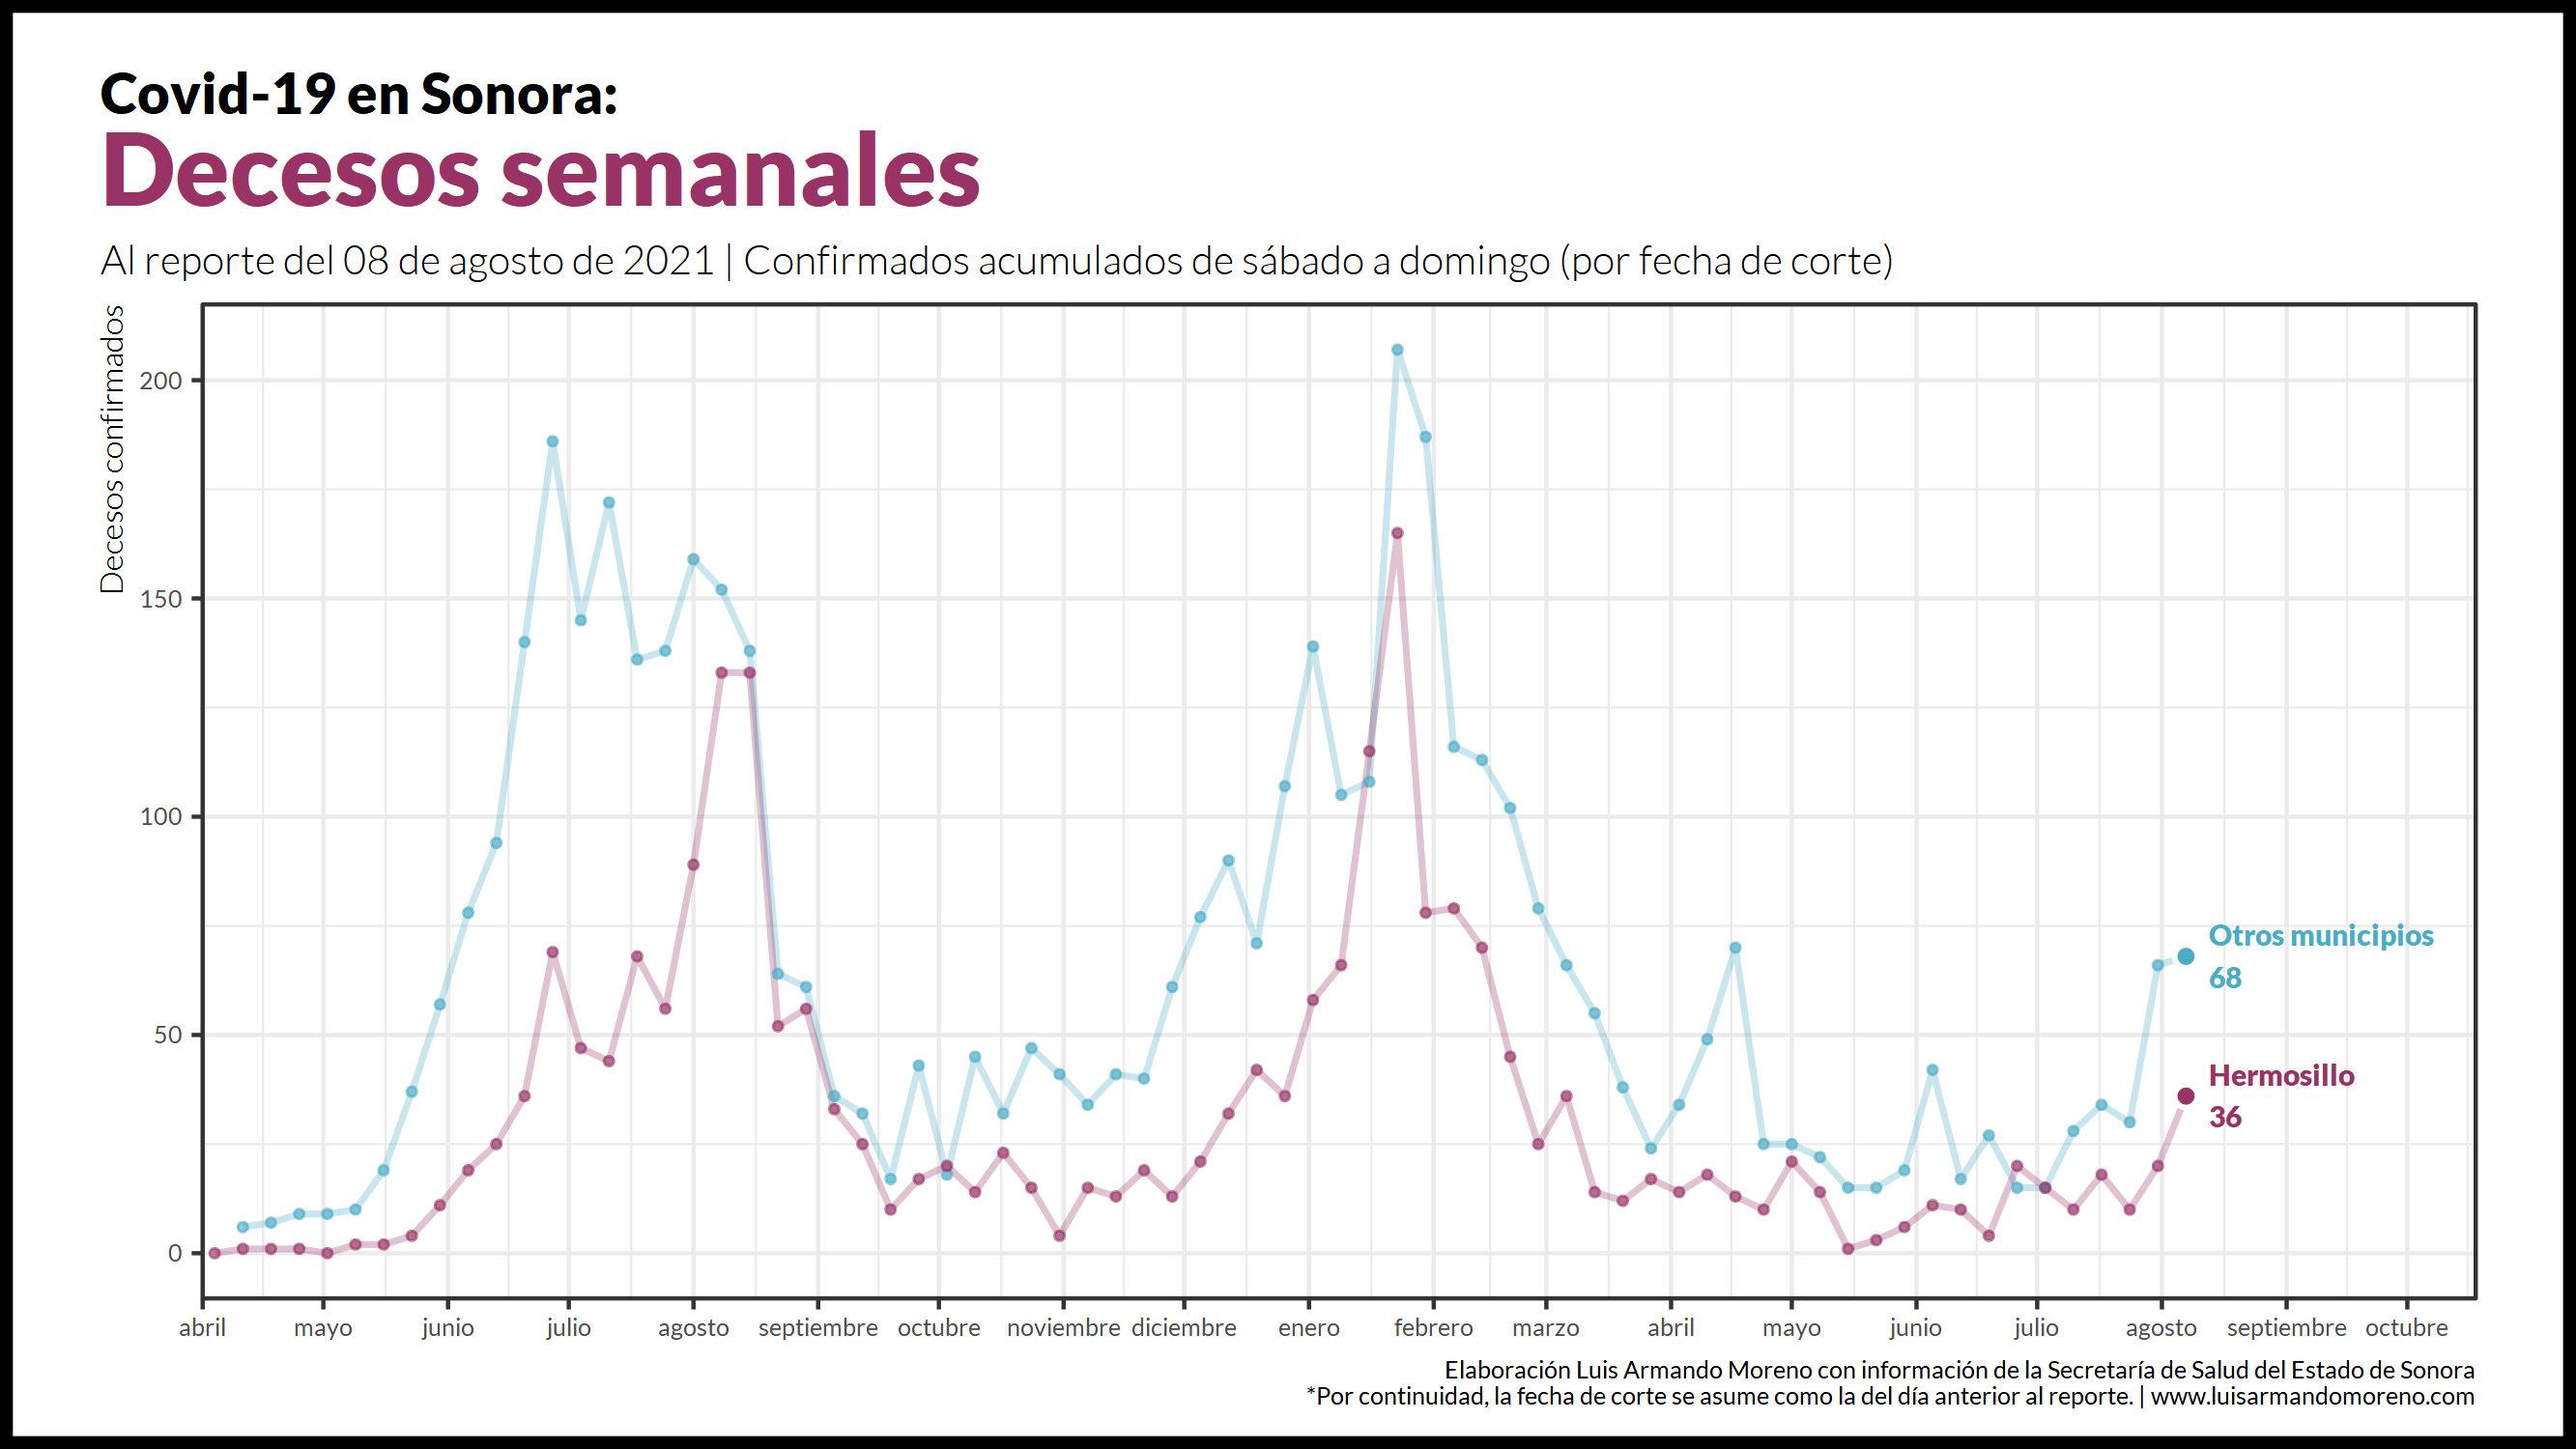 Covid-19 en Sonora:
Decesos semanales
Al reporte del 08 de agosto de 2021 | Confirmados acumulados de sábado a domingo (por fecha de corte)
Decesos confirmados
200
150
100
50
0
Otros municipios
68
Hermosillo
36
abril mayo junio julio agosto septiembre octubre noviembre diciembre enero febrero marzo abril mayo junio julio agosto septiembre octubre
Elaboración Luis Armando Moreno con información de la Secretaría de Salud del Estado de Sonora
*Por continuidad, la fecha de corte se asume como la del día anterior al reporte. | www.luisarmandomoreno.com